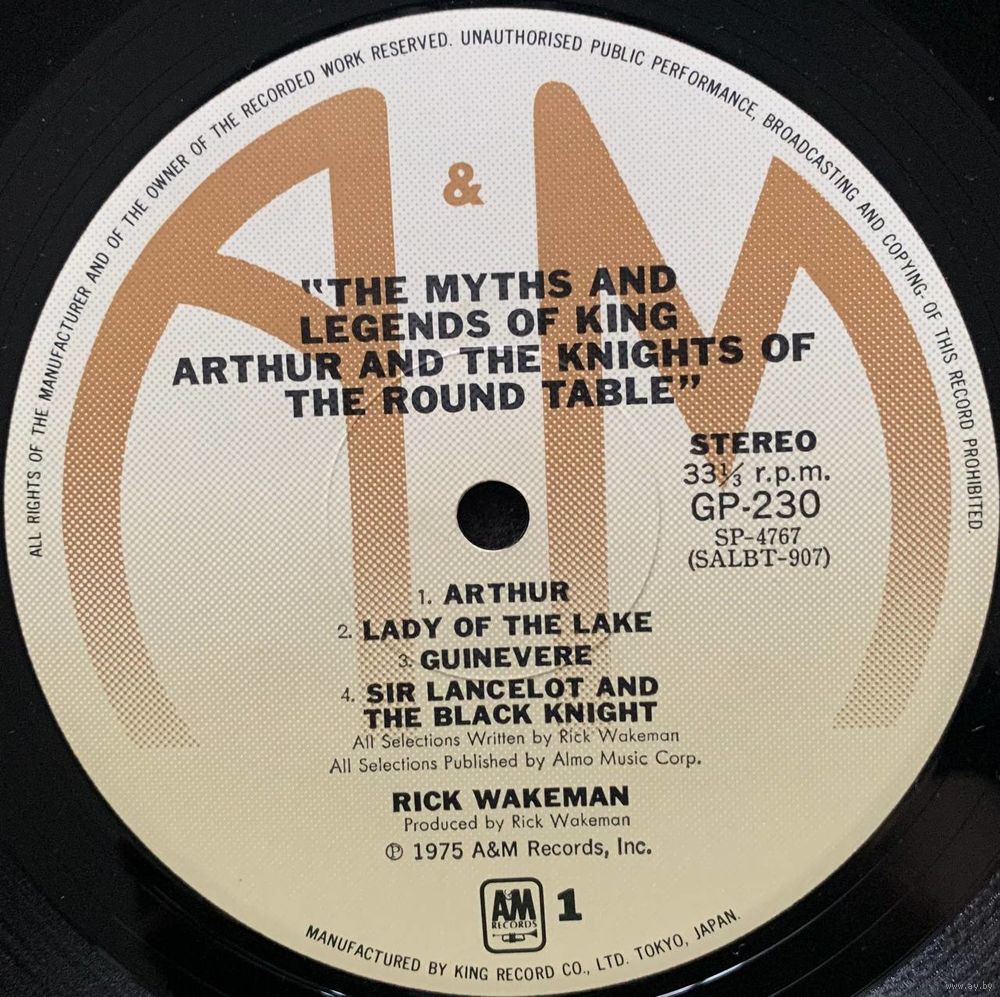 ALL RIGHTS OF THE MANUFACTURER AND OF THE OWNER OF THE RECORDED WORK RESERVED. UNAUTHORISED PUBLIC PERFORMANCE, BROADCASTING AND COPYING OF THIS RECORD PROHIBITED.
&
"THE MYTHS AND
LEGENDS OF KING
ARTHUR AND THE KNIGHTS OF
THE ROUND TABLE"
STEREO
33⅓ r.p.m.
GP-230
SP-4767
(SALBT-907)
1. ARTHUR
2. LADY OF THE LAKE
3. GUINEVERE
4. SIR LANCELOT AND
THE BLACK KNIGHT
All Selections Written by Rick Wakeman
All Selections Published by Almo Music Corp.
RICK WAKEMAN
Produced by Rick Wakeman
℗ 1975 A&M Records, Inc.
A&M 1
RECORDS
MANUFACTURED BY KING RECORD CO., LTD. TOKYO, JAPAN.
www.ay.by